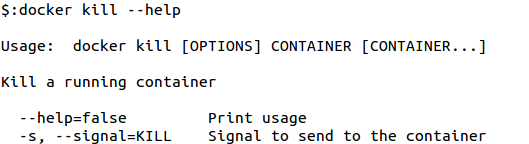 $:docker kill --help
Usage:  docker kill [OPTIONS] CONTAINER [CONTAINER...]
Kill a running container
  --help=false         Print usage
  -s, --signal=KILL    Signal to send to the container